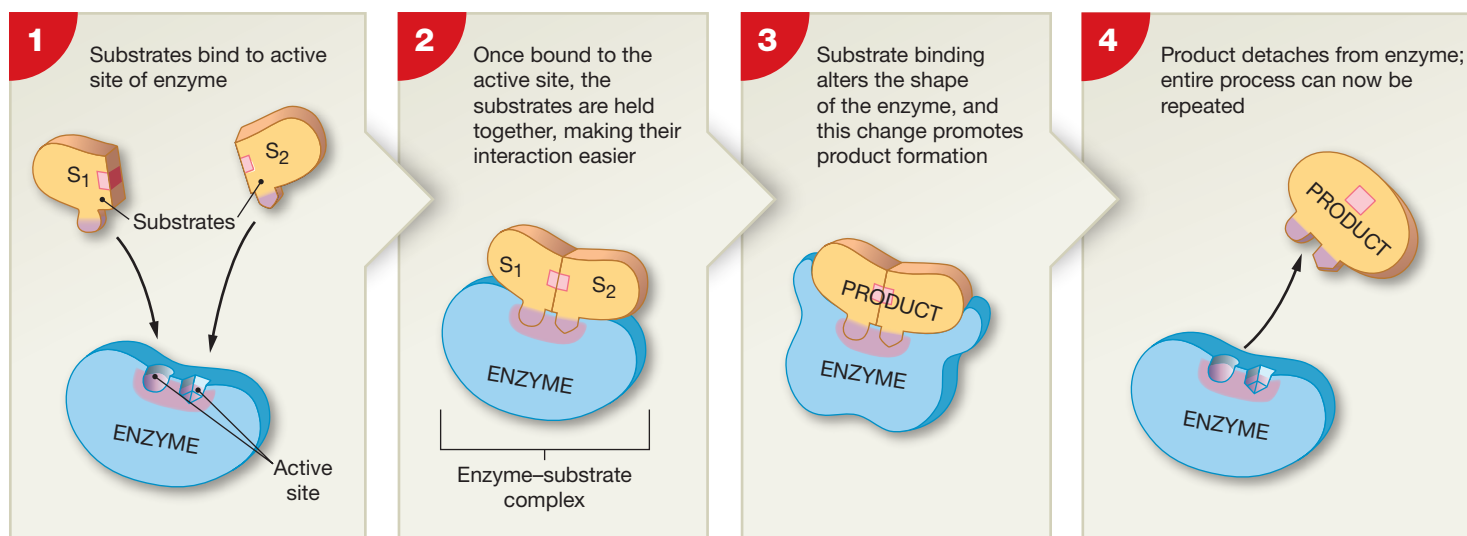 1
Substrates bind to active
site of enzyme
S1
S2
Substrates
ENZYME
Active
site
2
Once bound to the
active site, the
substrates are held
together, making their
interaction easier
S1
S2
ENZYME
Enzyme–substrate
complex
3
Substrate binding
alters the shape
of the enzyme, and
this change promotes
product formation
PRODUCT
ENZYME
4
Product detaches from enzyme;
entire process can now be
repeated
PRODUCT
ENZYME